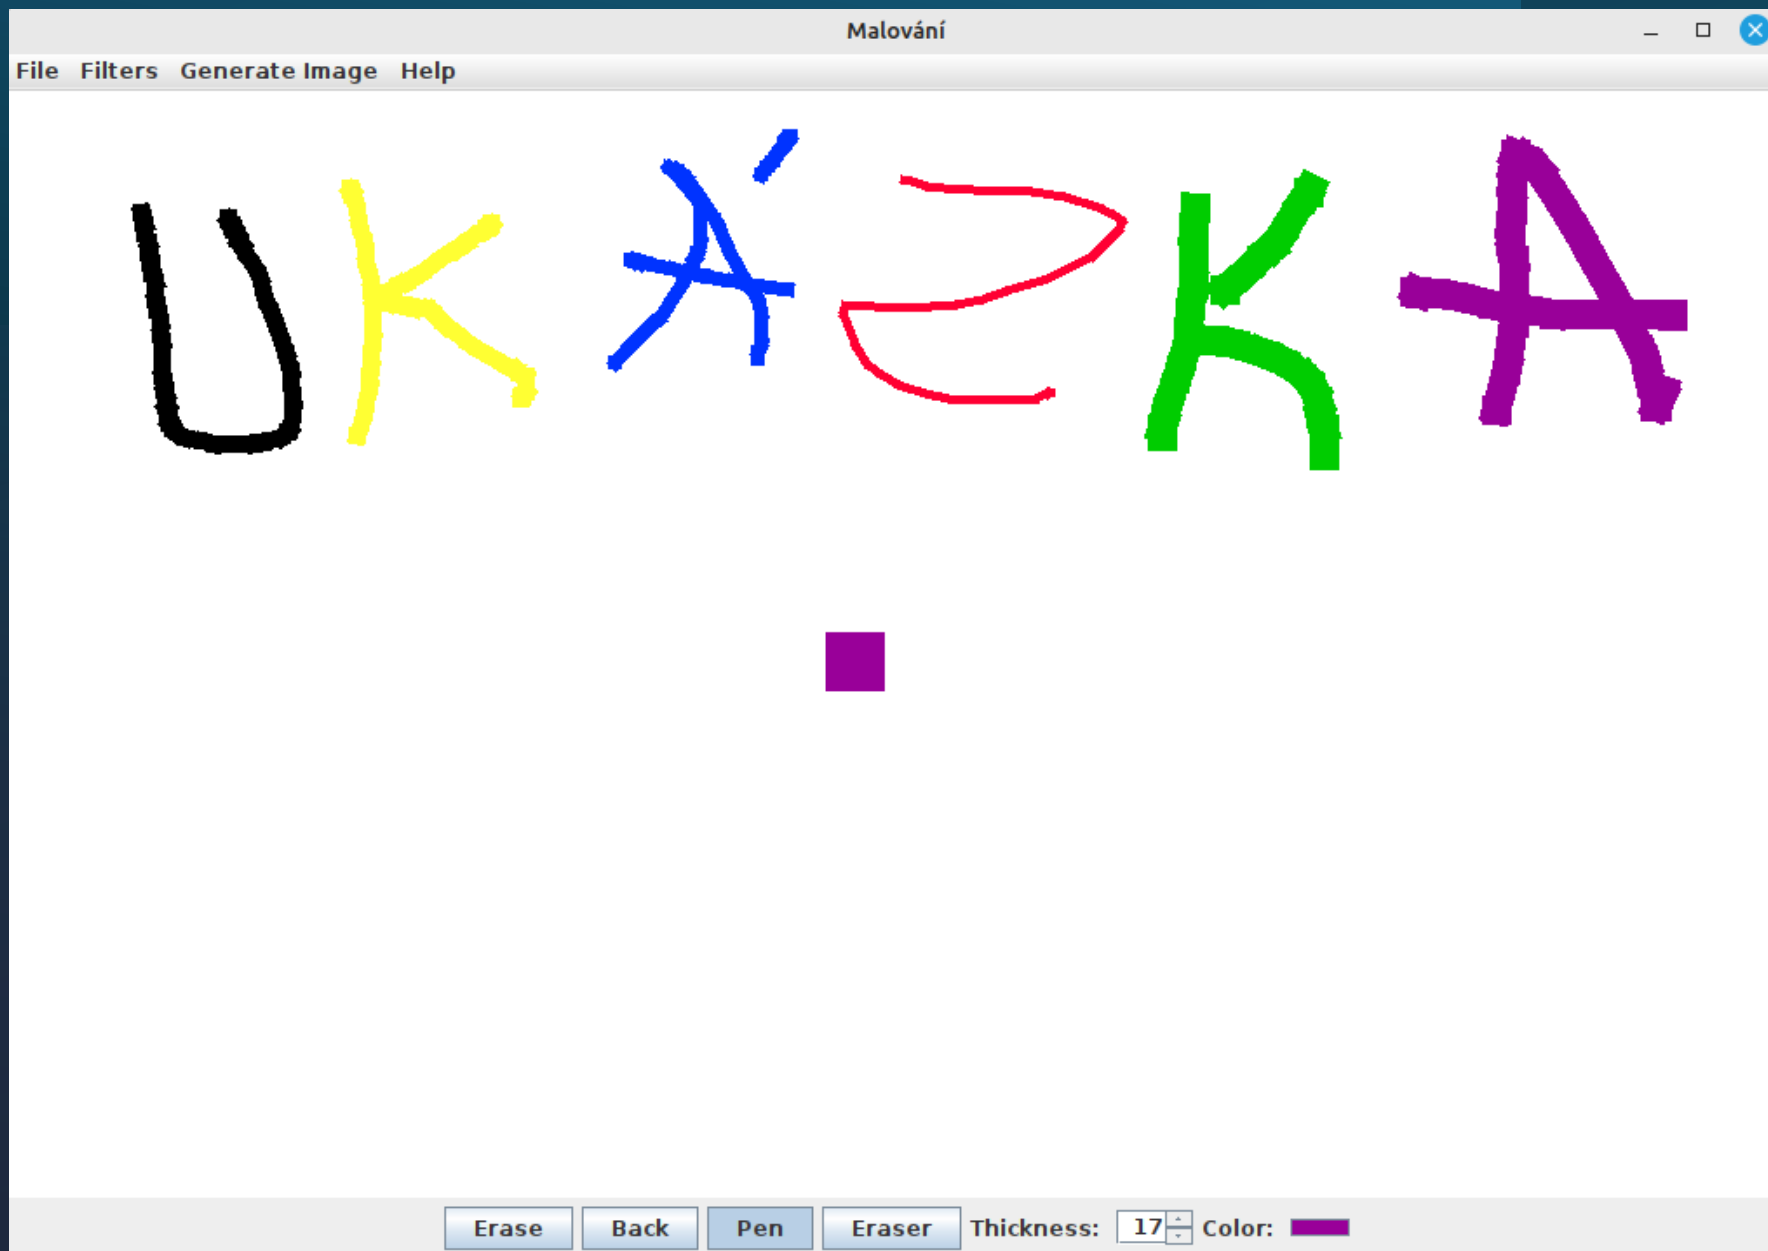 Malování
File Filters Generate Image Help
UKÁZKA
Erase Back Pen Eraser Thickness: 17 Color: